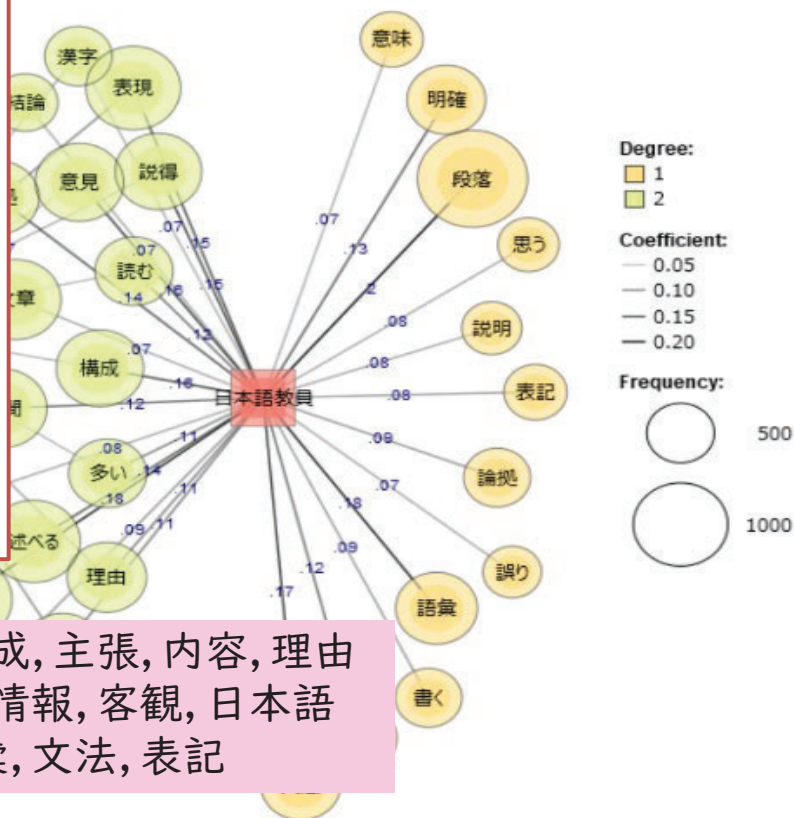 漢字
意味
表現
明確
結論
意見
説得
段落
Degree:
1
2
Coefficient:
0.05
0.10
0.15
0.20
Frequency:
500
1000
.07
.07
.15
.07
.13
思う
読む
.14
.16
.15
.2
章
.08
説明
.13
.07
.08
構成
.16
日本語教員
.08
表記
.12
.11
.09
論拠
.08
多い
.14
.18
.11
.07
.18
述べる
.09
.11
.09
誤り
理由
.12
.17
語彙
成,主張,内容,理由
情報,客観,日本語
,文法,表記
書く